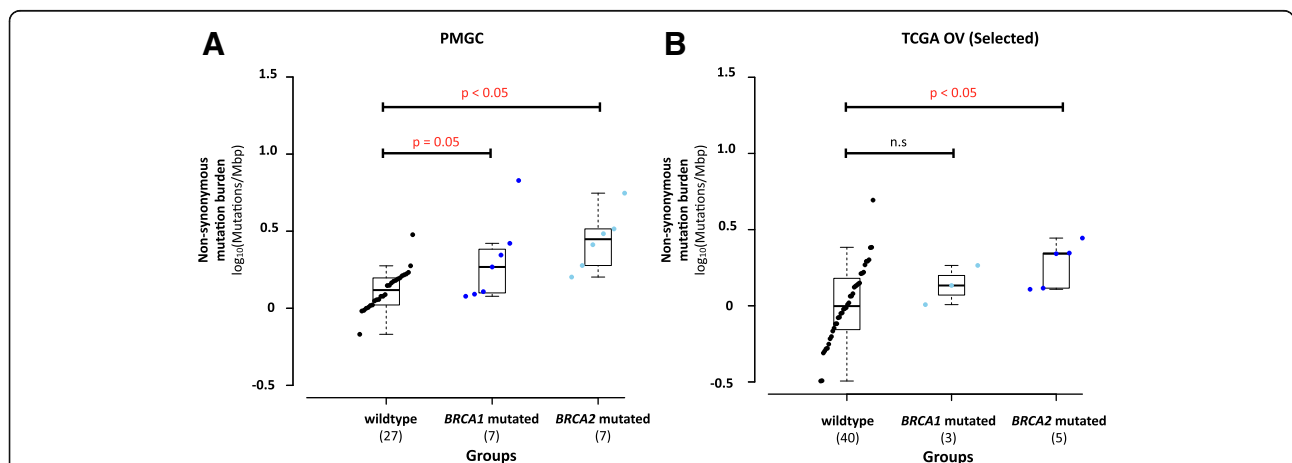 A
PMGC
Non-synonymous
mutation burden
log10(Mutations/Mbp)
1.5
1.0
0.5
0
-0.5
p < 0.05
p = 0.05
wildtype
(27)
BRCA1 mutated
(7)
BRCA2 mutated
(7)
Groups
B
TCGA OV (Selected)
Non-synonymous
mutation burden
log10(Mutations/Mbp)
1.5
1.0
0.5
0
-0.5
p < 0.05
n.s
wildtype
(40)
BRCA1 mutated
(3)
BRCA2 mutated
(5)
Groups